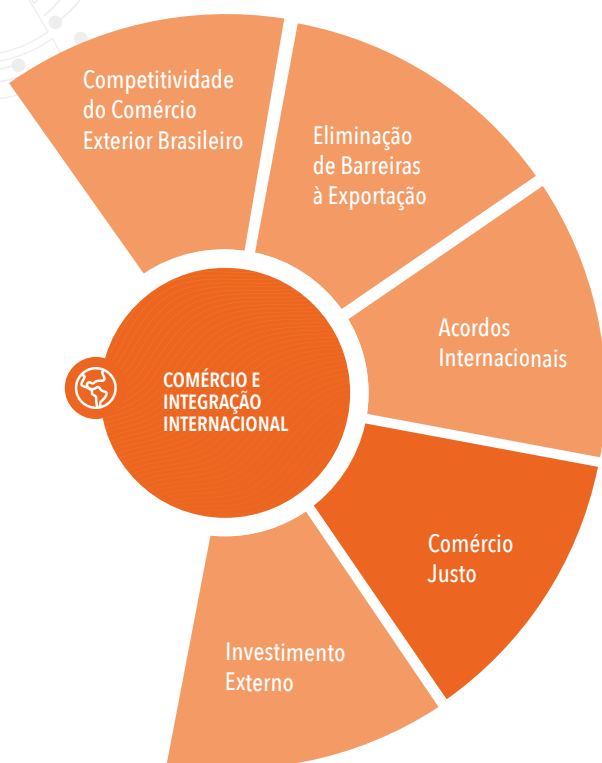 Competitividade
do Comércio
Exterior Brasileiro
Eliminação
de Barreiras
à Exportação
Acordos
Internacionais
COMÉRCIO E
INTEGRAÇÃO
INTERNACIONAL
Comércio
Justo
Investimento
Externo